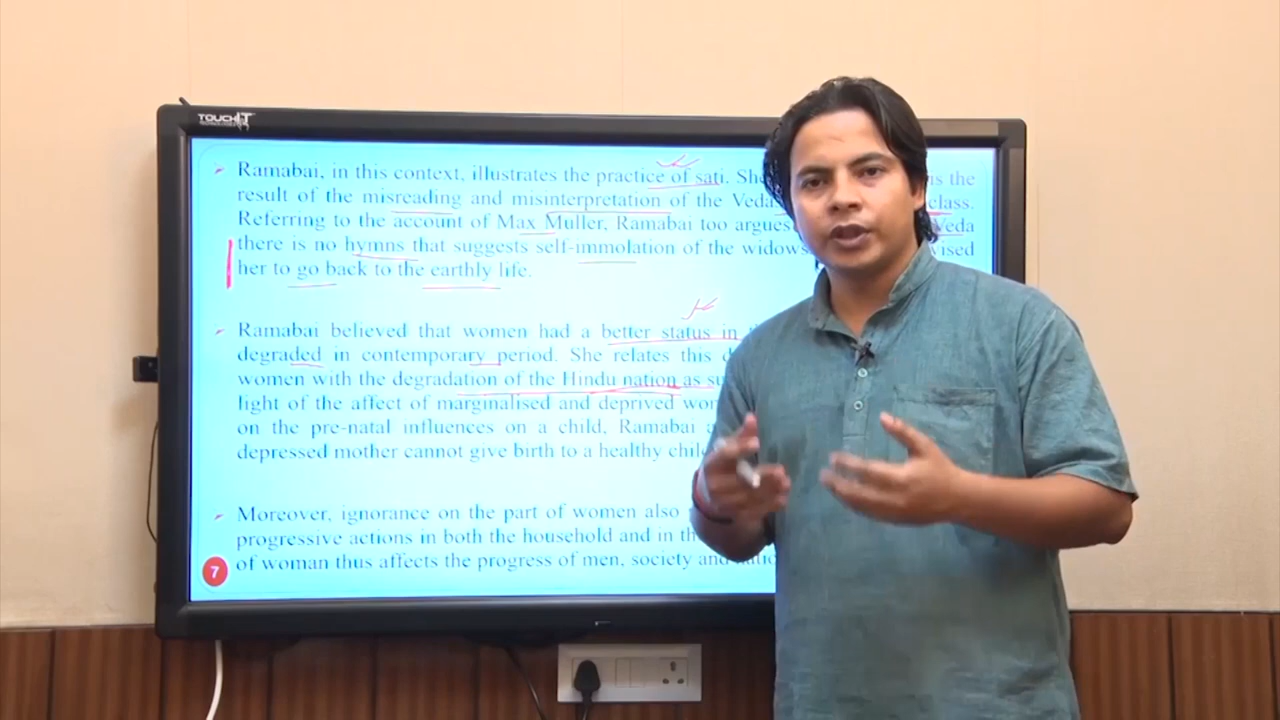 TOUCHIT
Ramabai, in this context, illustrates the practice of sati. She is the
result of the misreading and misinterpretation of the Veda class.
Referring to the account of Max Muller, Ramabai too argues Veda
there is no hymns that suggests self-immolation of the widows
her to go back to the earthly life.
Ramabai believed that women had a better status in
degraded in contemporary period. She relates this
women with the degradation of the Hindu nation as
light of the affect of marginalised and deprived
on the pre-natal influences on a child, Ramabai
depressed mother cannot give birth to a healthy
Moreover, ignorance on the part of women also
progressive actions in both the household and in
of woman thus affects the progress of men, society and
7